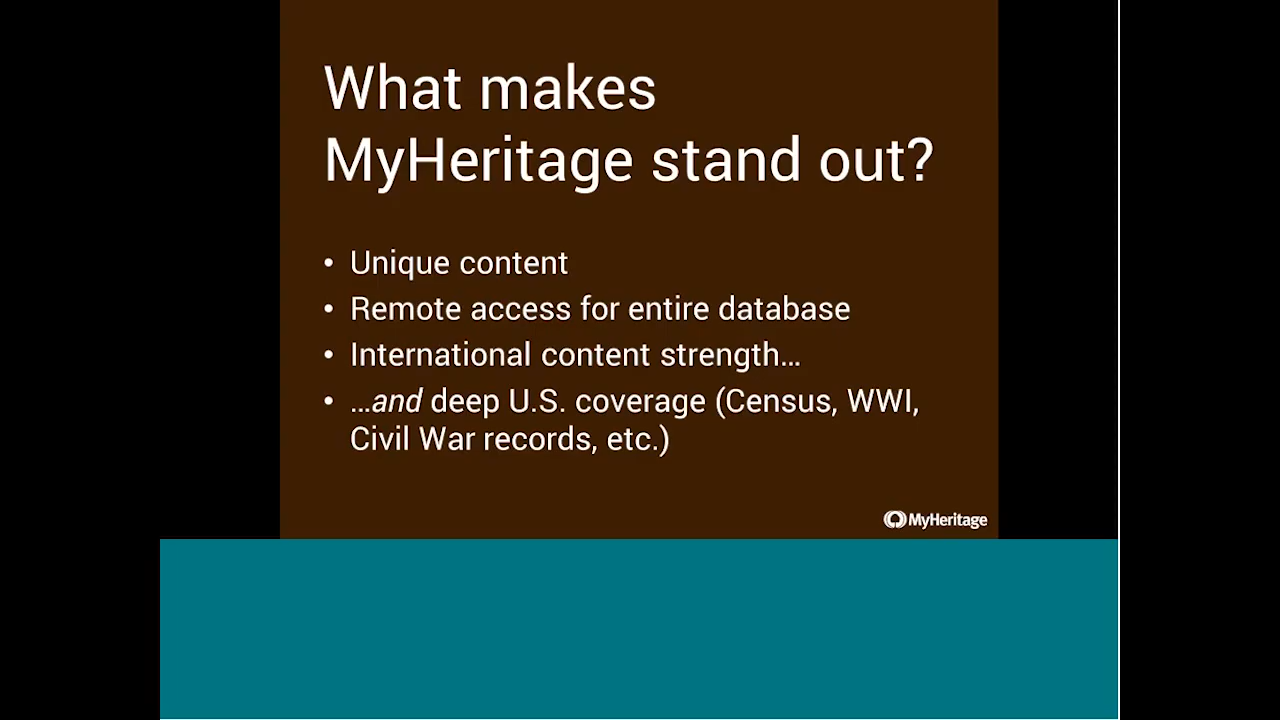 What makes
MyHeritage stand out?
• Unique content
• Remote access for entire database
• International content strength…
• …and deep U.S. coverage (Census, WWI,
Civil War records, etc.)
MyHeritage